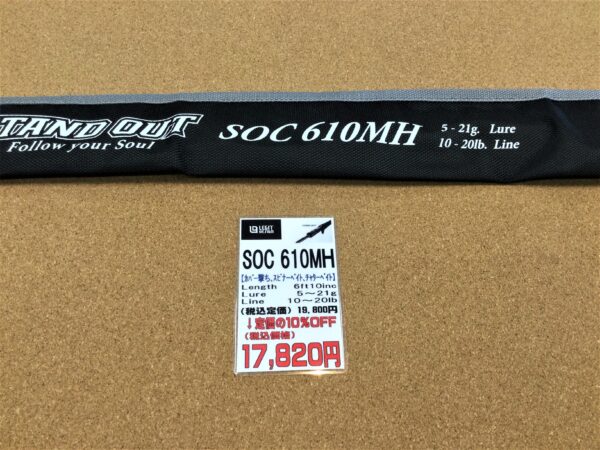 STAND OUT
Follow your Soul
SOC 610MH
5 - 21g. Lure
10 - 20lb. Line
LEGIT
DESIGN
SOC 610MH
【カバー撃ち、スピナーベイト、チャターベイト】
Length 6ft10inc
Lure 5～21g
Line 10～20lb
(税込定価) 19,800円
↓定価の10%OFF
(税込価格)
17,820円